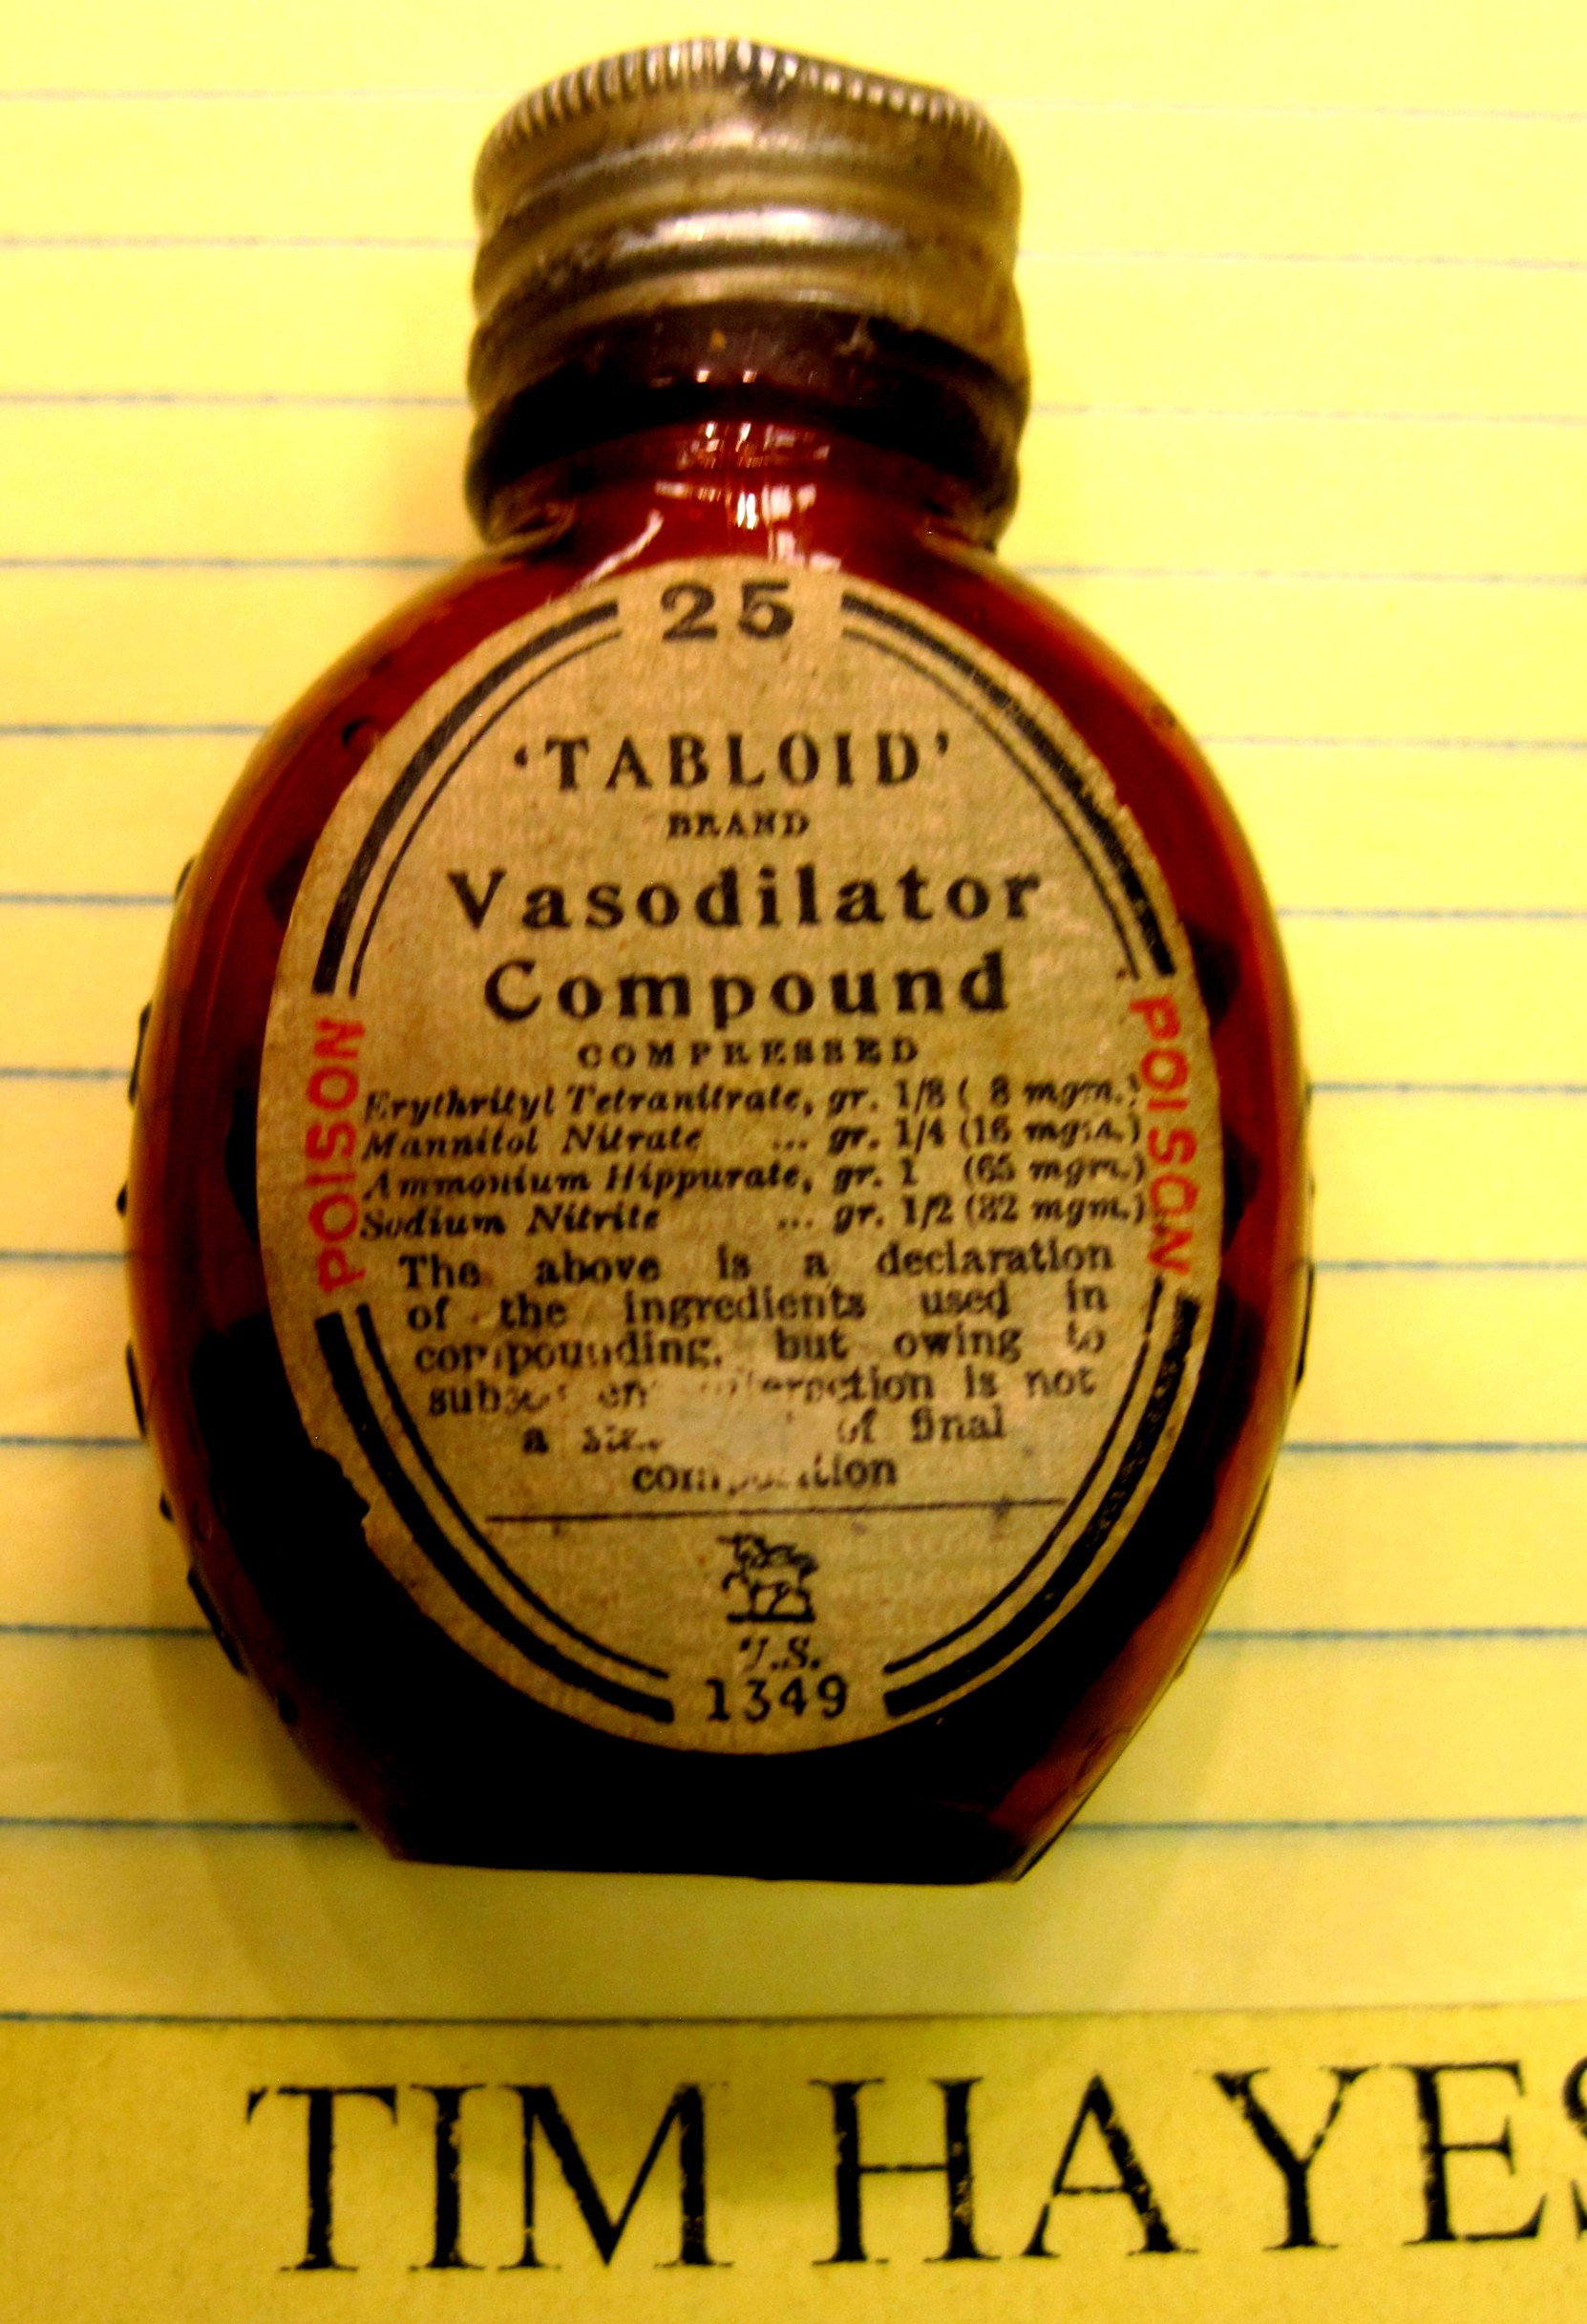 25
'TABLOID'
BRAND
Vasodilator
Compound
COMPRESSED
POISON
POISON
Erythrityl Tetranitrate, gr. 1/8 ( 8 mgm.)
Mannitol Nitrate ... gr. 1/4 (16 mgm.)
Ammonium Hippurate, gr. 1 (65 mgm.)
Sodium Nitrite ... gr. 1/2 (32 mgm.)
The above is a declaration
of the ingredients used in
compounding, but owing to
interaction is not
a of final
composition
U.S.
1349
TIM HAYES